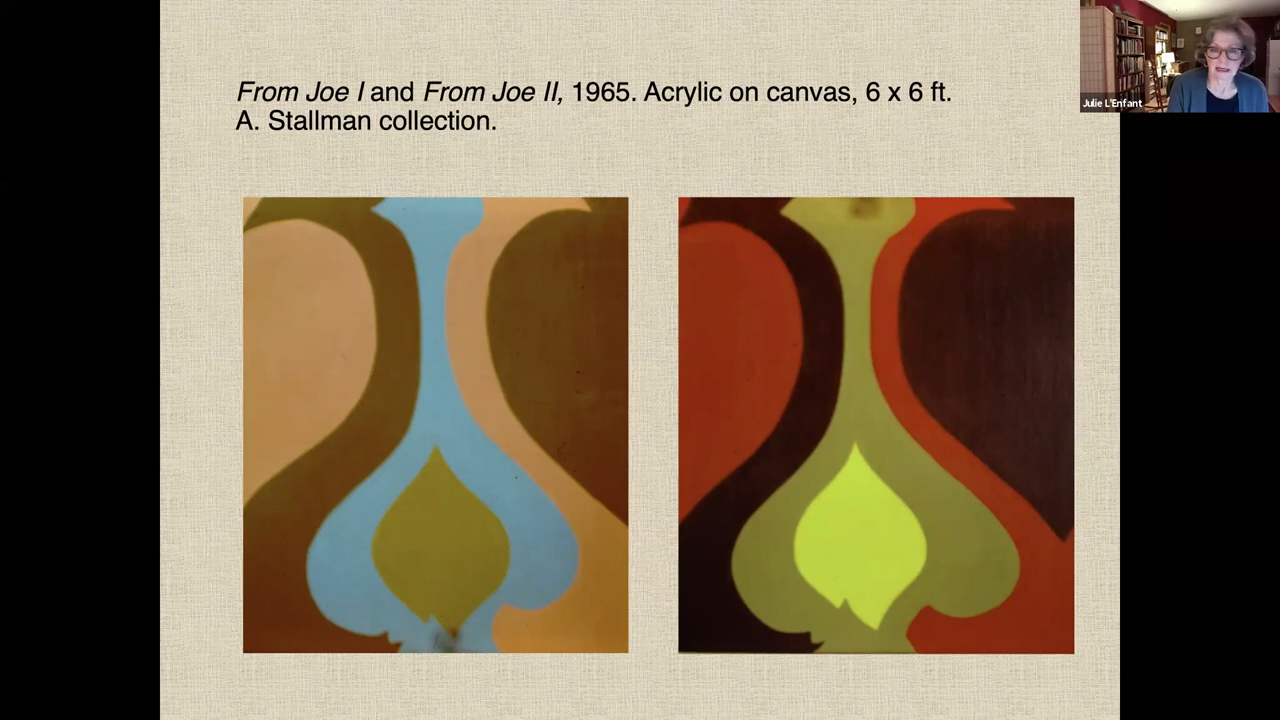 From Joe I and From Joe II, 1965. Acrylic on canvas, 6 x 6 ft.
A. Stallman collection.
Julie L'Enfant